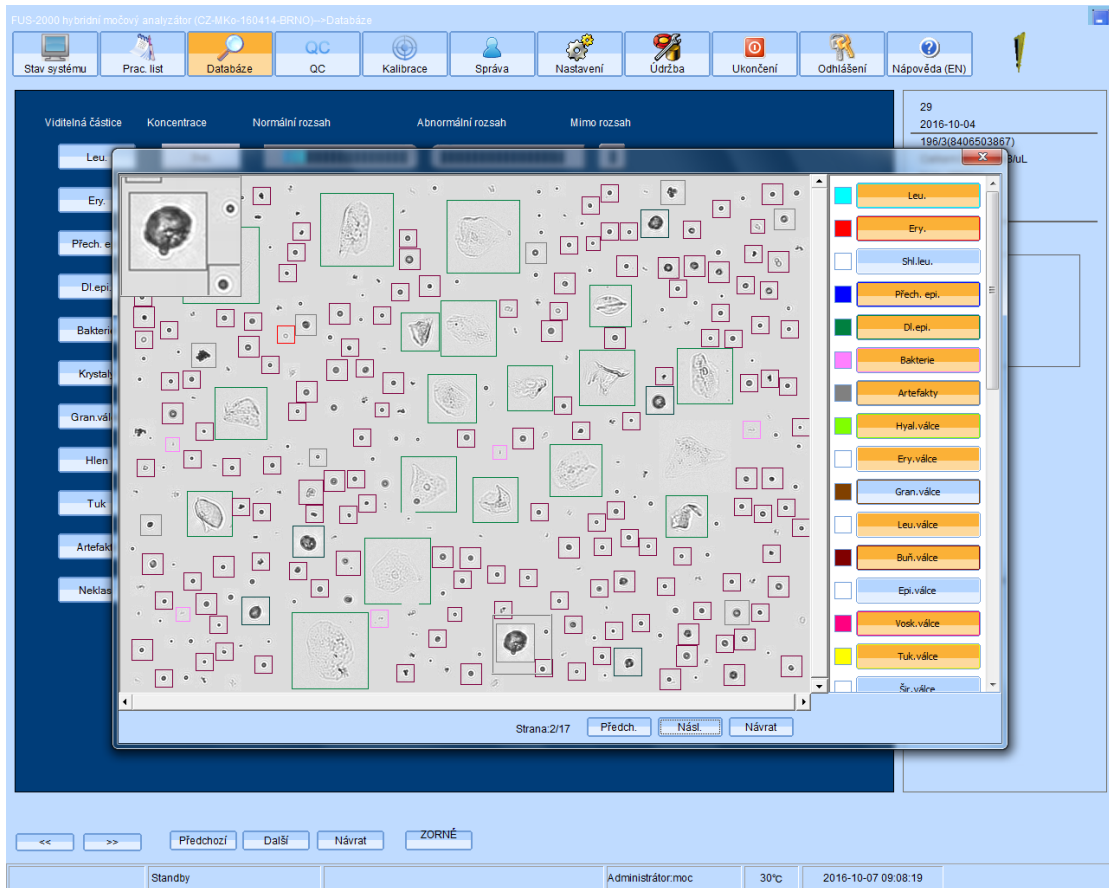 FUS-2000 hybridní močový analyzátor (CZ-MKo-160414-BRNO)-->Databáze
Stav systému
Prac. list
Databáze
QC
QC
Kalibrace
Správa
Nastavení
Údržba
Ukončení
Odhlášení
Nápověda (EN)
Viditelná částice Koncentrace Normální rozsah Abnormální rozsah Mimo rozsah
Leu.
Ery.
Přech. e
Dl.epi.
Bakterie
Krystal
Gran.vál
Hlen
Tuk
Artefak
Neklas
29
2016-10-04
196/3(8406503867)
/uL
Leu.
Ery.
Shl.leu.
Přech. epi.
Dl.epi.
Bakterie
Artefakty
Hyal.válce
Ery.válce
Gran.válce
Leu.válce
Buň.válce
Epi.válce
Vosk.válce
Tuk.válce
Šir.válce
Strana:2/17 Předch. Násl. Návrat
<< >> Předchozí Další Návrat ZORNÉ
Standby Administrátor:moc 30°C 2016-10-07 09:08:19